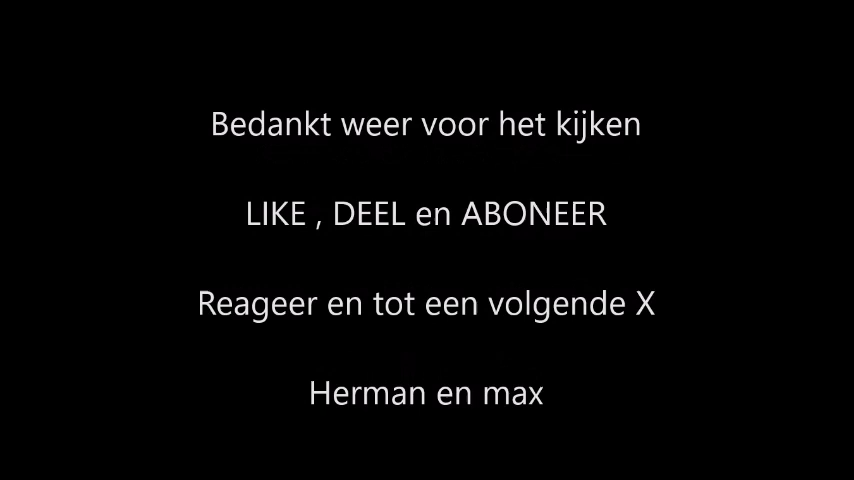 Bedankt weer voor het kijken
LIKE , DEEL en ABONEER
Reageer en tot een volgende X
Herman en max